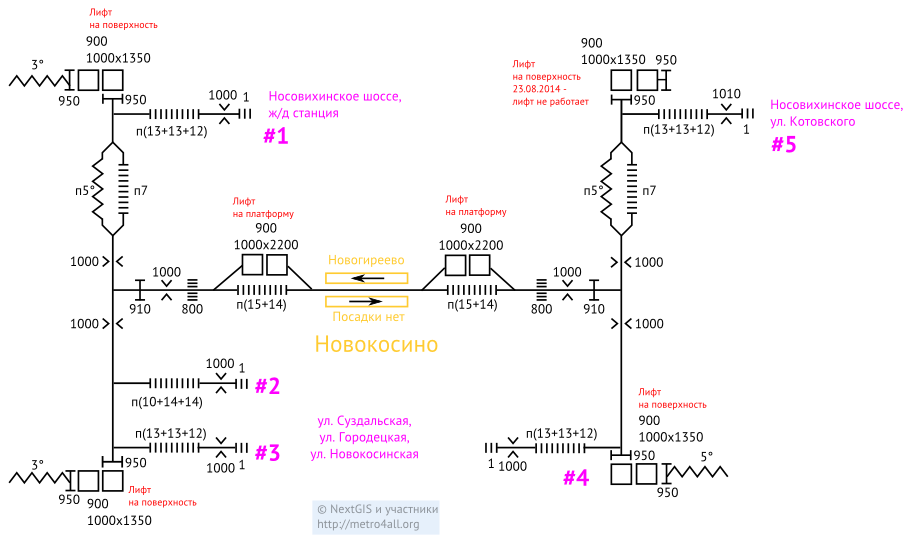 Лифт
на поверхность
900
1000x1350
3°
950
950
1000
1
п(13+13+12)
Носовихинское шоссе,
ж/д станция
#1
900
1000x1350
950
Лифт
на поверхность
23.08.2014 -
лифт не работает
950
1010
п(13+13+12)
1
Носовихинское шоссе,
ул. Котовского
#5
п5°
п7
п5°
п7
Лифт
на платформу
900
1000x2200
Лифт
на платформу
900
1000x2200
1000
1000
910
800
п(15+14)
Новогиреево
Посадки нет
Новокосино
п(15+14)
800
1000
910
1000
1000
1000
1000
1
#2
п(10+14+14)
п(13+13+12)
1000
1
#3
ул. Суздальская,
ул. Городецкая,
ул. Новокосинская
Лифт
на поверхность
900
1000x1350
п(13+13+12)
1
1000
#4
950
5°
950
3°
950
950
900
1000x1350
Лифт
на поверхность
© NextGIS и участники
http://metro4all.org